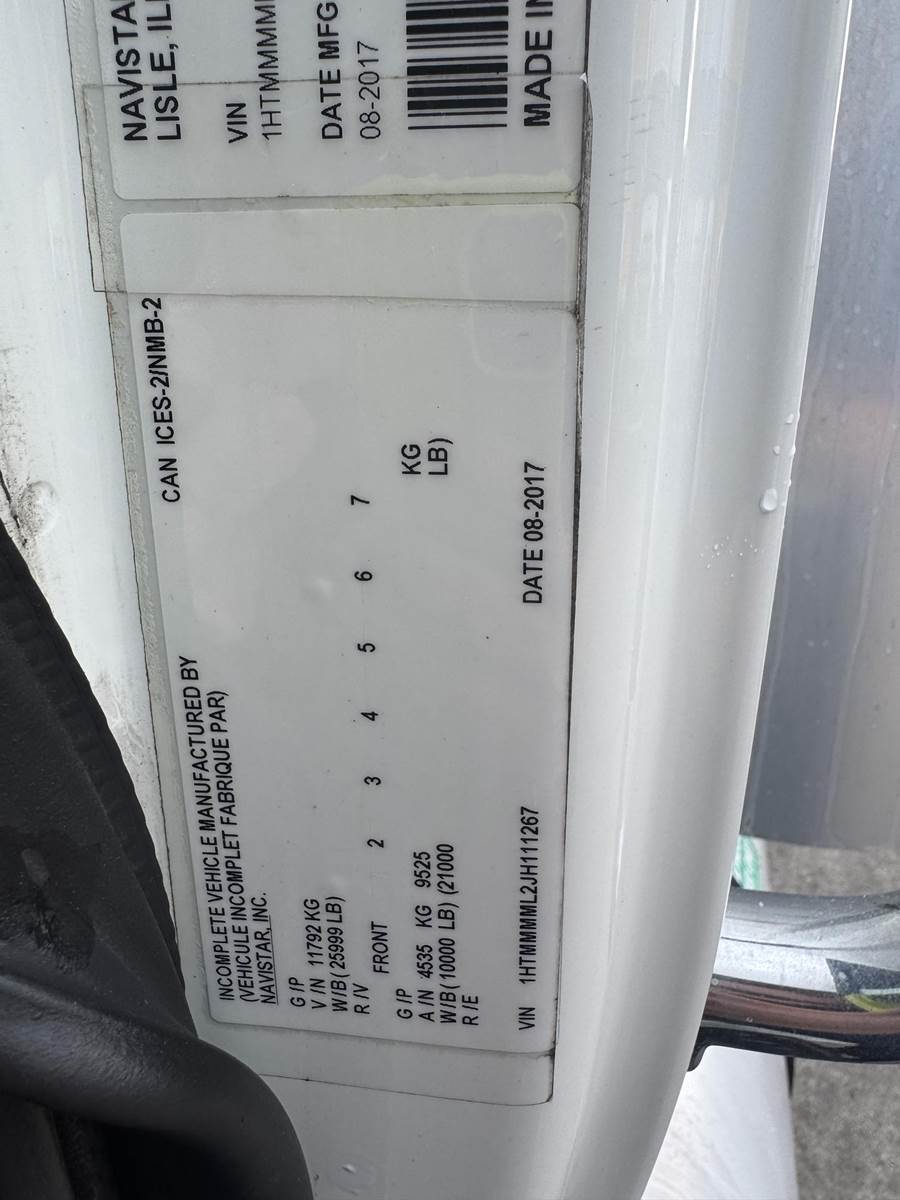 INCOMPLETE VEHICLE MANUFACTURED BY
(VEHICULE INCOMPLET FABRIQUE PAR)
NAVISTAR, INC.
CAN ICES-2/NMB-2
G /P
V / N 11792 KG
W/B ( 25999 LB)
R /V
FRONT 2 3 4 5 6 7
G /P
A / N 4535 KG 9525 KG
W/B (10000 LB) (21000 LB)
R /E
VIN 1HTMMMML2JH111267 DATE 08-2017
NAVISTA
LISLE, IL
VIN
1HTMMMM
DATE MFG
08-2017
MADE IN